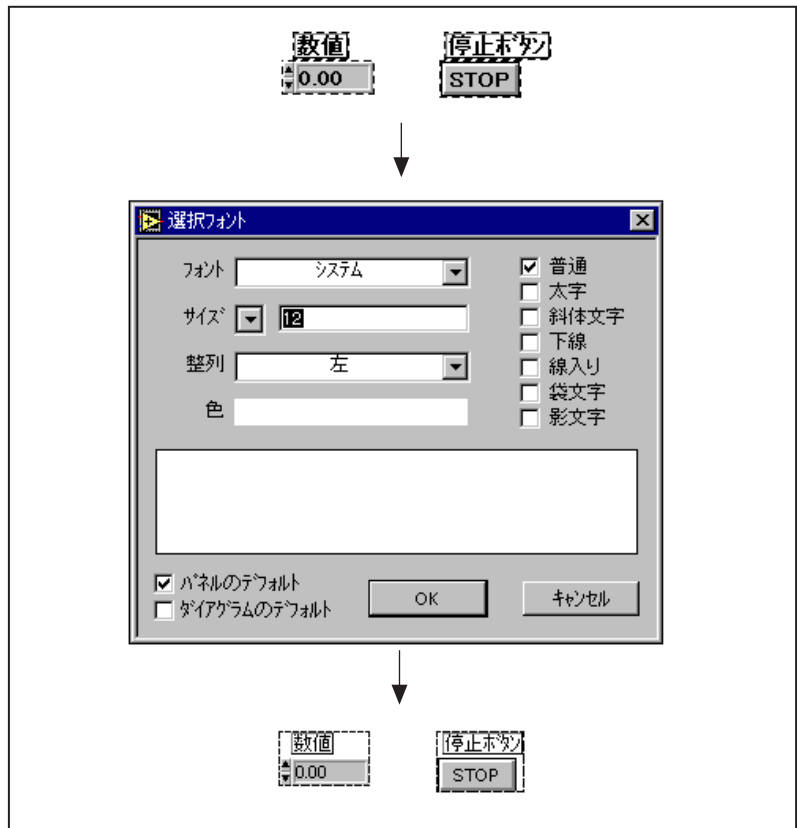 数値 停止ﾎﾞﾀﾝ
0.00 STOP
選択ﾌｫﾝﾄ
ﾌｫﾝﾄ ｼｽﾃﾑ
ｻｲｽﾞ 12
整列 左
色
普通
太字
斜体文字
下線
線入り
袋文字
影文字
ﾊﾟﾈﾙのﾃﾞﾌｫﾙﾄ
ﾀﾞｲｱｸﾞﾗﾑのﾃﾞﾌｫﾙﾄ
OK ｷｬﾝｾﾙ
数値 停止ﾎﾞﾀﾝ
0.00 STOP